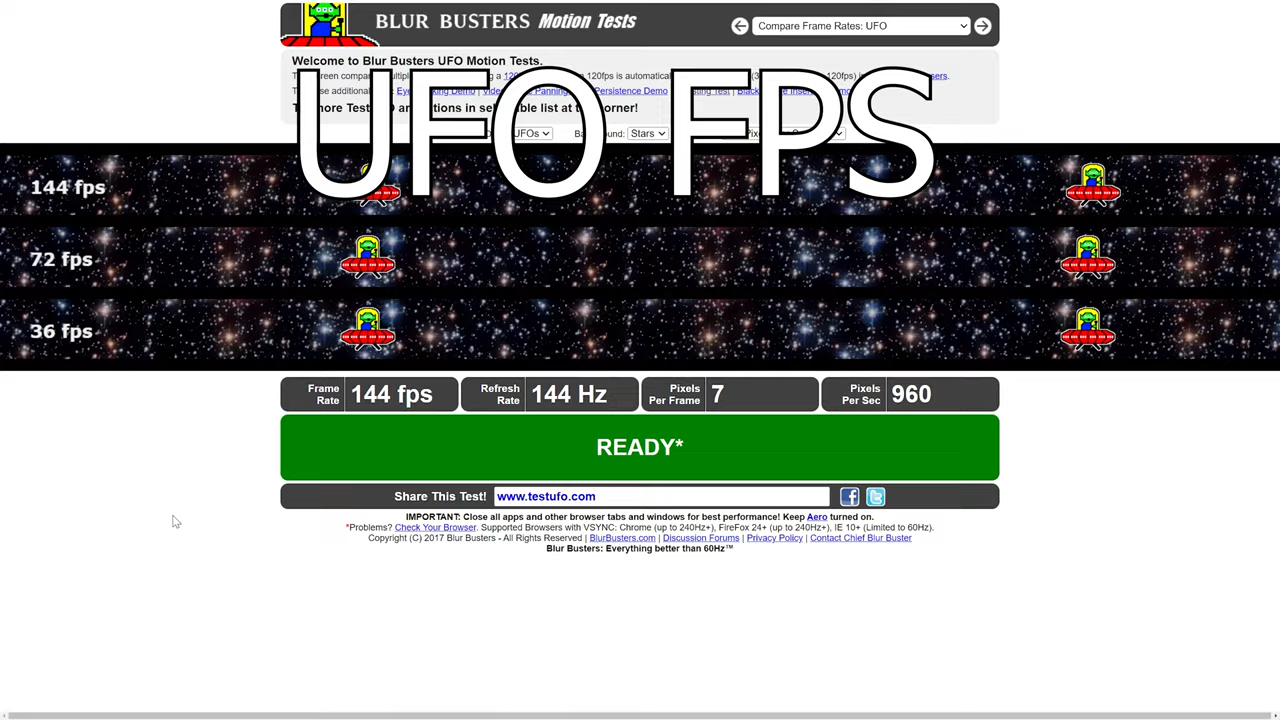 BLUR BUSTERS Motion Tests
Compare Frame Rates: UFO
Welcome to Blur Busters UFO Motion Tests.
UFO FPS
UFOs
Stars
144 fps
72 fps
36 fps
Frame Rate 144 fps
Refresh Rate 144 Hz
Pixels Per Frame 7
Pixels Per Sec 960
READY*
Share This Test! www.testufo.com
IMPORTANT: Close all apps and other browser tabs and windows for best performance! Keep Aero turned on.
*Problems? Check Your Browser. Supported Browsers with VSYNC: Chrome (up to 240Hz+), FireFox 24+ (up to 240Hz+), IE 10+ (Limited to 60Hz).
Copyright (C) 2017 Blur Busters - All Rights Reserved | BlurBusters.com | Discussion Forums | Privacy Policy | Contact Chief Blur Buster
Blur Busters: Everything better than 60Hz™